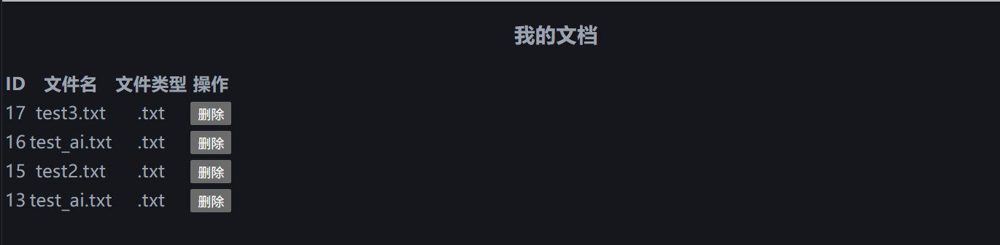 我的文档
ID 文件名 文件类型 操作
17 test3.txt .txt 删除
16 test_ai.txt .txt 删除
15 test2.txt .txt 删除
13 test_ai.txt .txt 删除